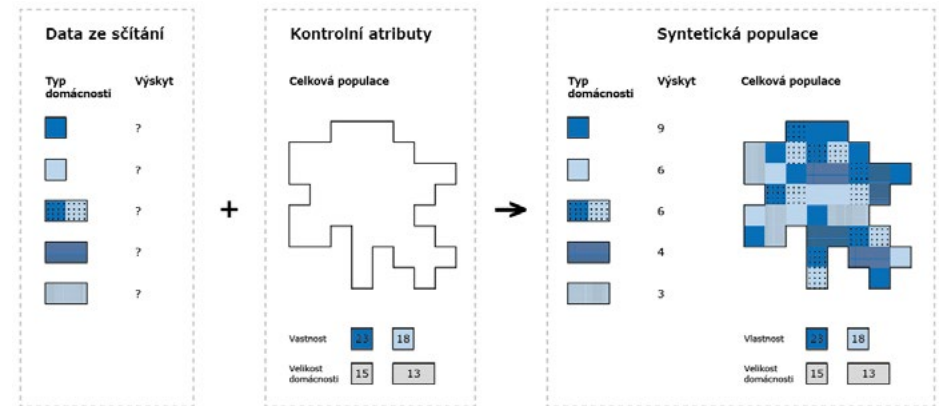 Data ze sčítání
Typ
domácnosti
Výskyt
?
?
?
?
?
+
Kontrolní atributy
Celková populace
Vastnost
23
18
Velikost
domácnosti
15
13
Syntetická populace
Typ
domácnosti
Výskyt
9
6
6
4
3
Celková populace
Vlastnost
23
18
Velikost
domácnosti
15
13